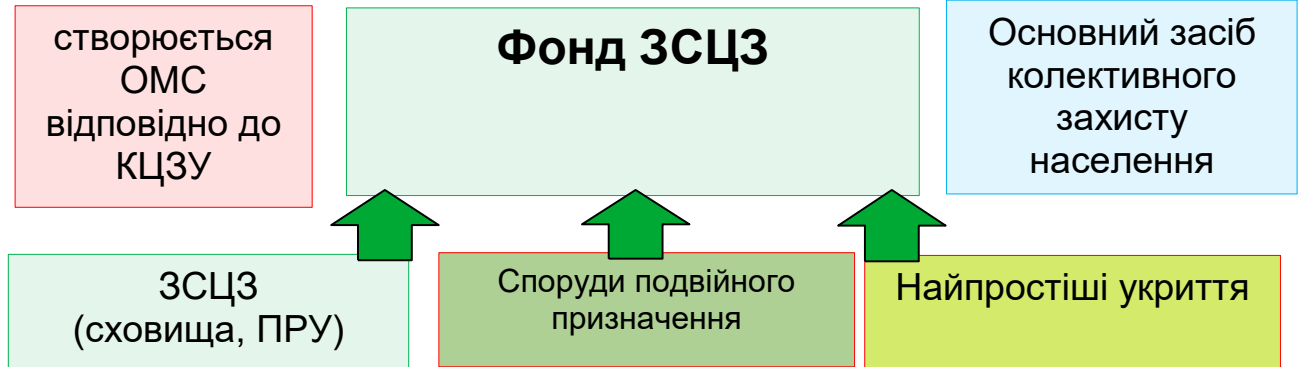 створюється
ОМС
відповідно до
КЦЗУ
Фонд ЗСЦЗ
Основний засіб
колективного
захисту
населення
ЗСЦЗ
(сховища, ПРУ)
Споруди подвійного
призначення
Найпростіші укриття